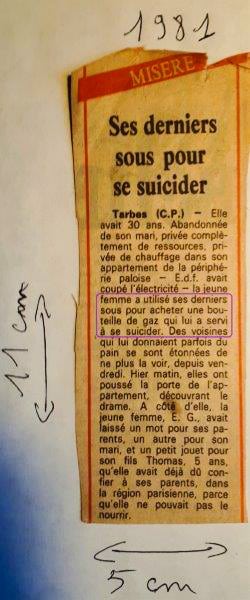 1981
MISERE
Ses derniers
sous pour
se suicider
Tarbes (C.P.) — Elle
avait 30 ans. Abandonnée
de son mari, privée complè-
tement de ressources, pri-
vée de chauffage dans son
appartement de la périphé-
rie paloise — E.d.f. avait
coupé l'électricité — la jeune
femme a utilisé ses derniers
sous pour acheter une bou-
teille de gaz qui lui a servi
à se suicider. Des voisines
qui lui donnaient parfois du
pain se sont étonnées de
ne plus la voir, depuis ven-
dredi. Hier matin, elles ont
poussé la porte de l'ap-
partement, découvrant le
drame. A côté d'elle, la
jeune femme, E. G., avait
laissé un mot pour ses pa-
rents, un autre pour son
mari, et un petit jouet pour
son fils Thomas, 5 ans,
qu'elle avait déjà dû con-
fier à ses parents, dans
la région parisienne, parce
qu'elle ne pouvait pas le
nourrir.
11 cm
5 cm